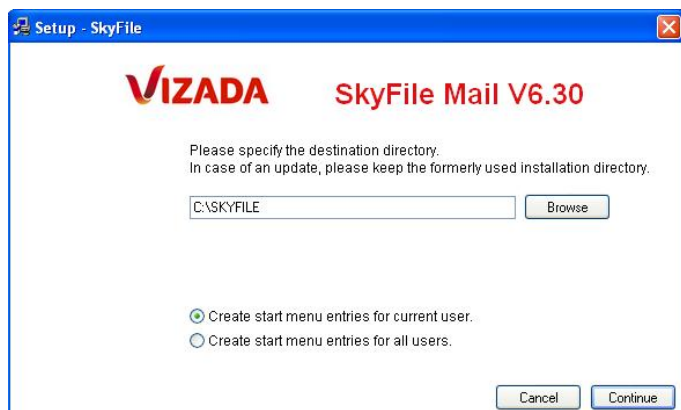 Setup - SkyFile
VIZADA SkyFile Mail V6.30
Please specify the destination directory.
In case of an update, please keep the formerly used installation directory.
C:\SKYFILE Browse
Create start menu entries for current user.
Create start menu entries for all users.
Cancel Continue